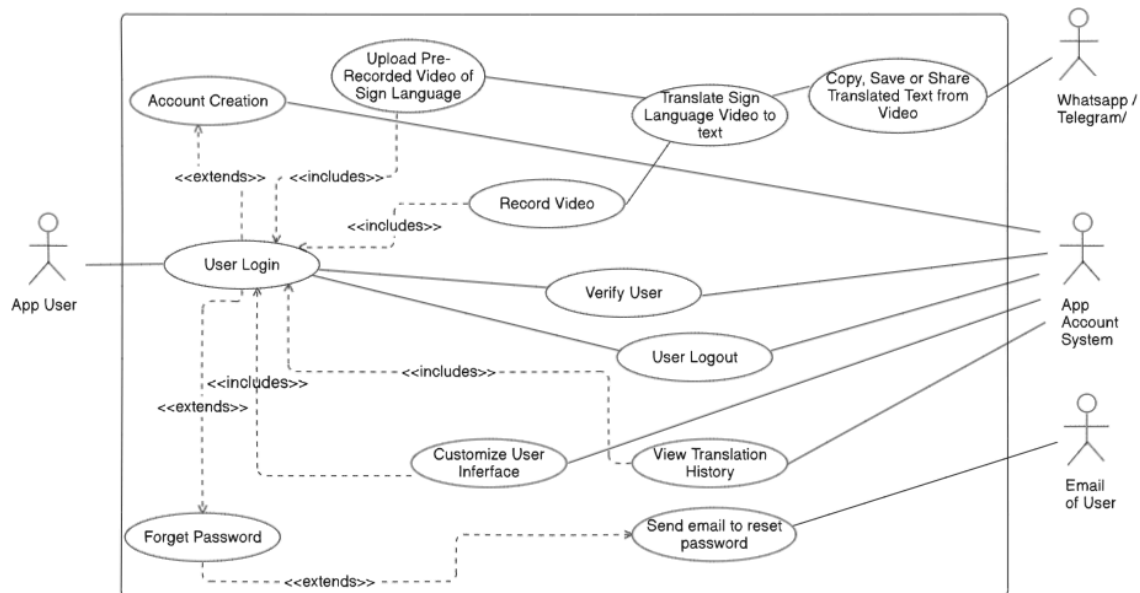 Upload Pre-
Recorded Video of
Sign Language
Account Creation
Translate Sign
Language Video to
text
Copy, Save or Share
Translated Text from
Video
Whatsapp /
Telegram/
<<extends>>
<<includes>>
<<includes>>
Record Video
App User
User Login
Verify User
App
Account
System
User Logout
<<includes>>
<<includes>>
<<extends>>
Customize User
Inferface
View Translation
History
Email
of User
Forget Password
Send email to reset
password
<<extends>>